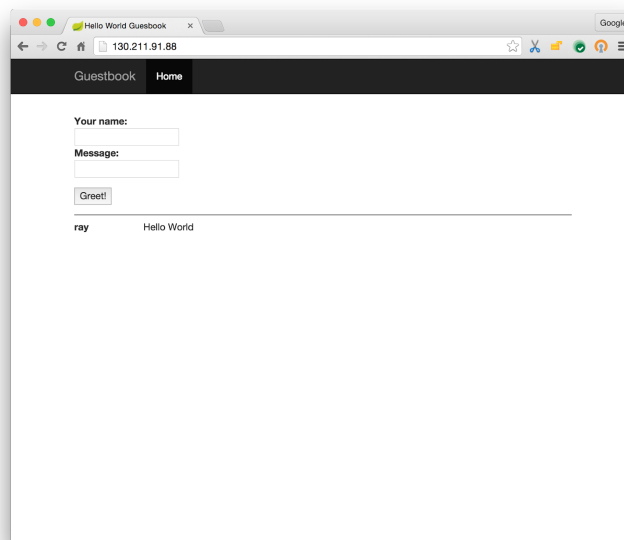 Hello World Guesbook
Google
130.211.91.88
Guestbook Home
Your name:
Message:
Greet!
ray Hello World